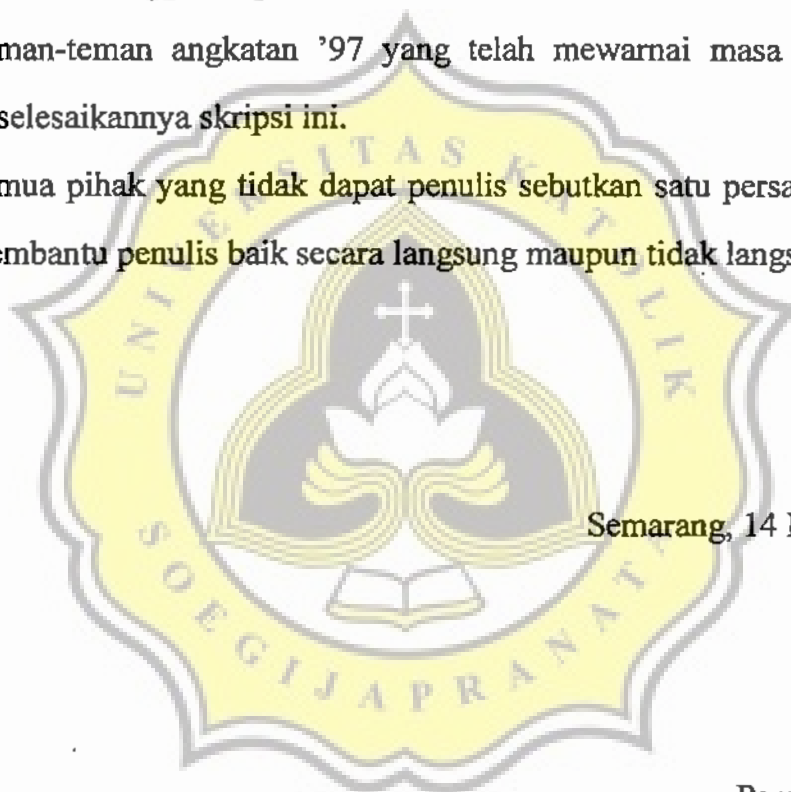 man-teman angkatan ’97 yang telah mewarnai masa
selesaikannya skripsi ini.
mua pihak yang tidak dapat penulis sebutkan satu persa
embantu penulis baik secara langsung maupun tidak langs
Semarang, 14
UNIVERSITAS KATOLIK
SOEGIJAPRANATA